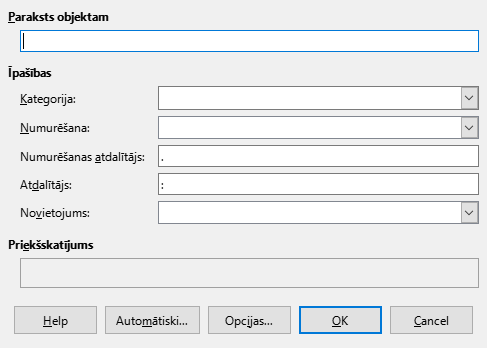 Paraksts objektam
Īpašības
Kategorija:
Numurēšana:
Numurēšanas atdalītājs: .
Atdalītājs: :
Novietojums:
Priekšskatījums
Help Automātiski... Opcijas... OK Cancel